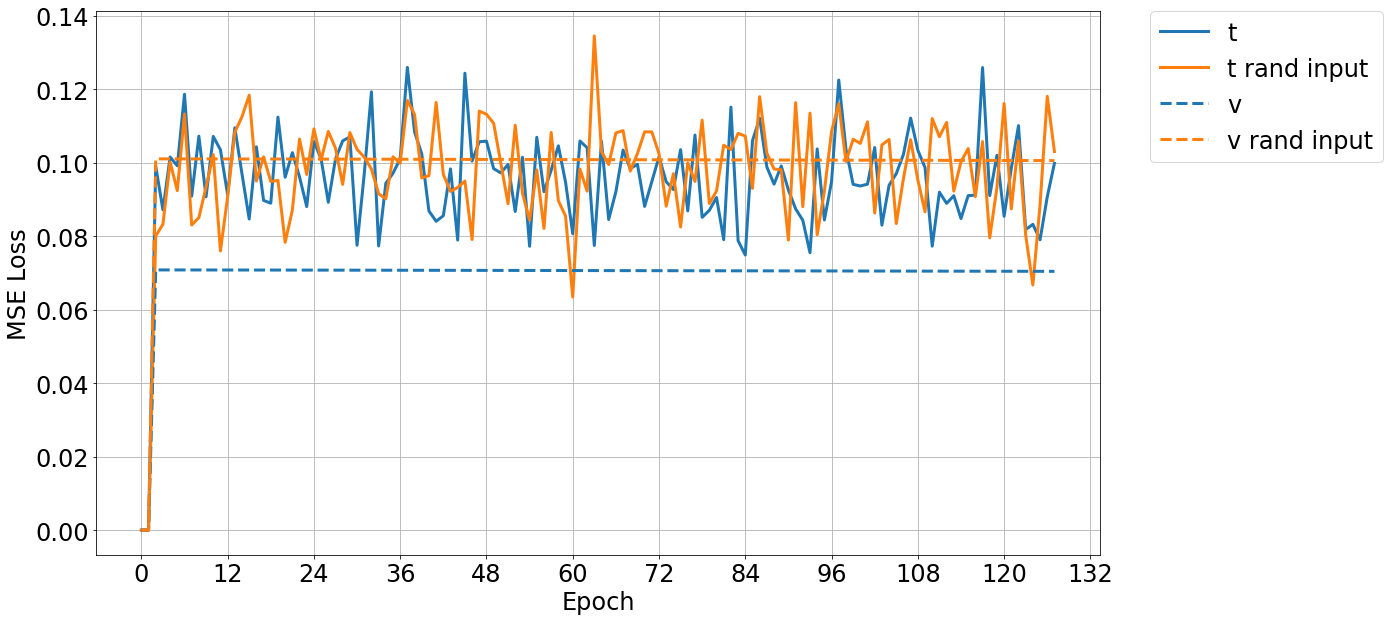 0.14
0.12
0.10
0.08
0.06
0.04
0.02
0.00
MSE Loss
0 12 24 36 48 60 72 84 96 108 120 132
Epoch
t
t rand input
v
v rand input